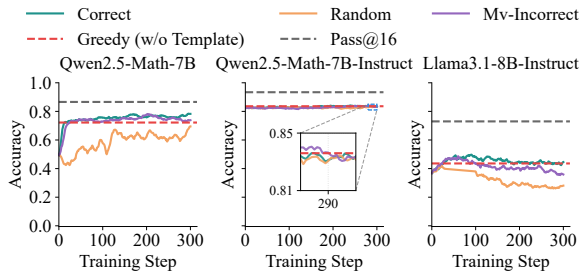 Correct
Random
Mv-Incorrect
Greedy (w/o Template)
Pass@16
Qwen2.5-Math-7B
Qwen2.5-Math-7B-Instruct
Llama3.1-8B-Instruct
Accuracy
1.0
0.8
0.6
0.4
0.2
0.0
0 100 200 300
Training Step
Accuracy
0.85
0.81
290
0 100 200 300
Training Step
Accuracy
0 100 200 300
Training Step